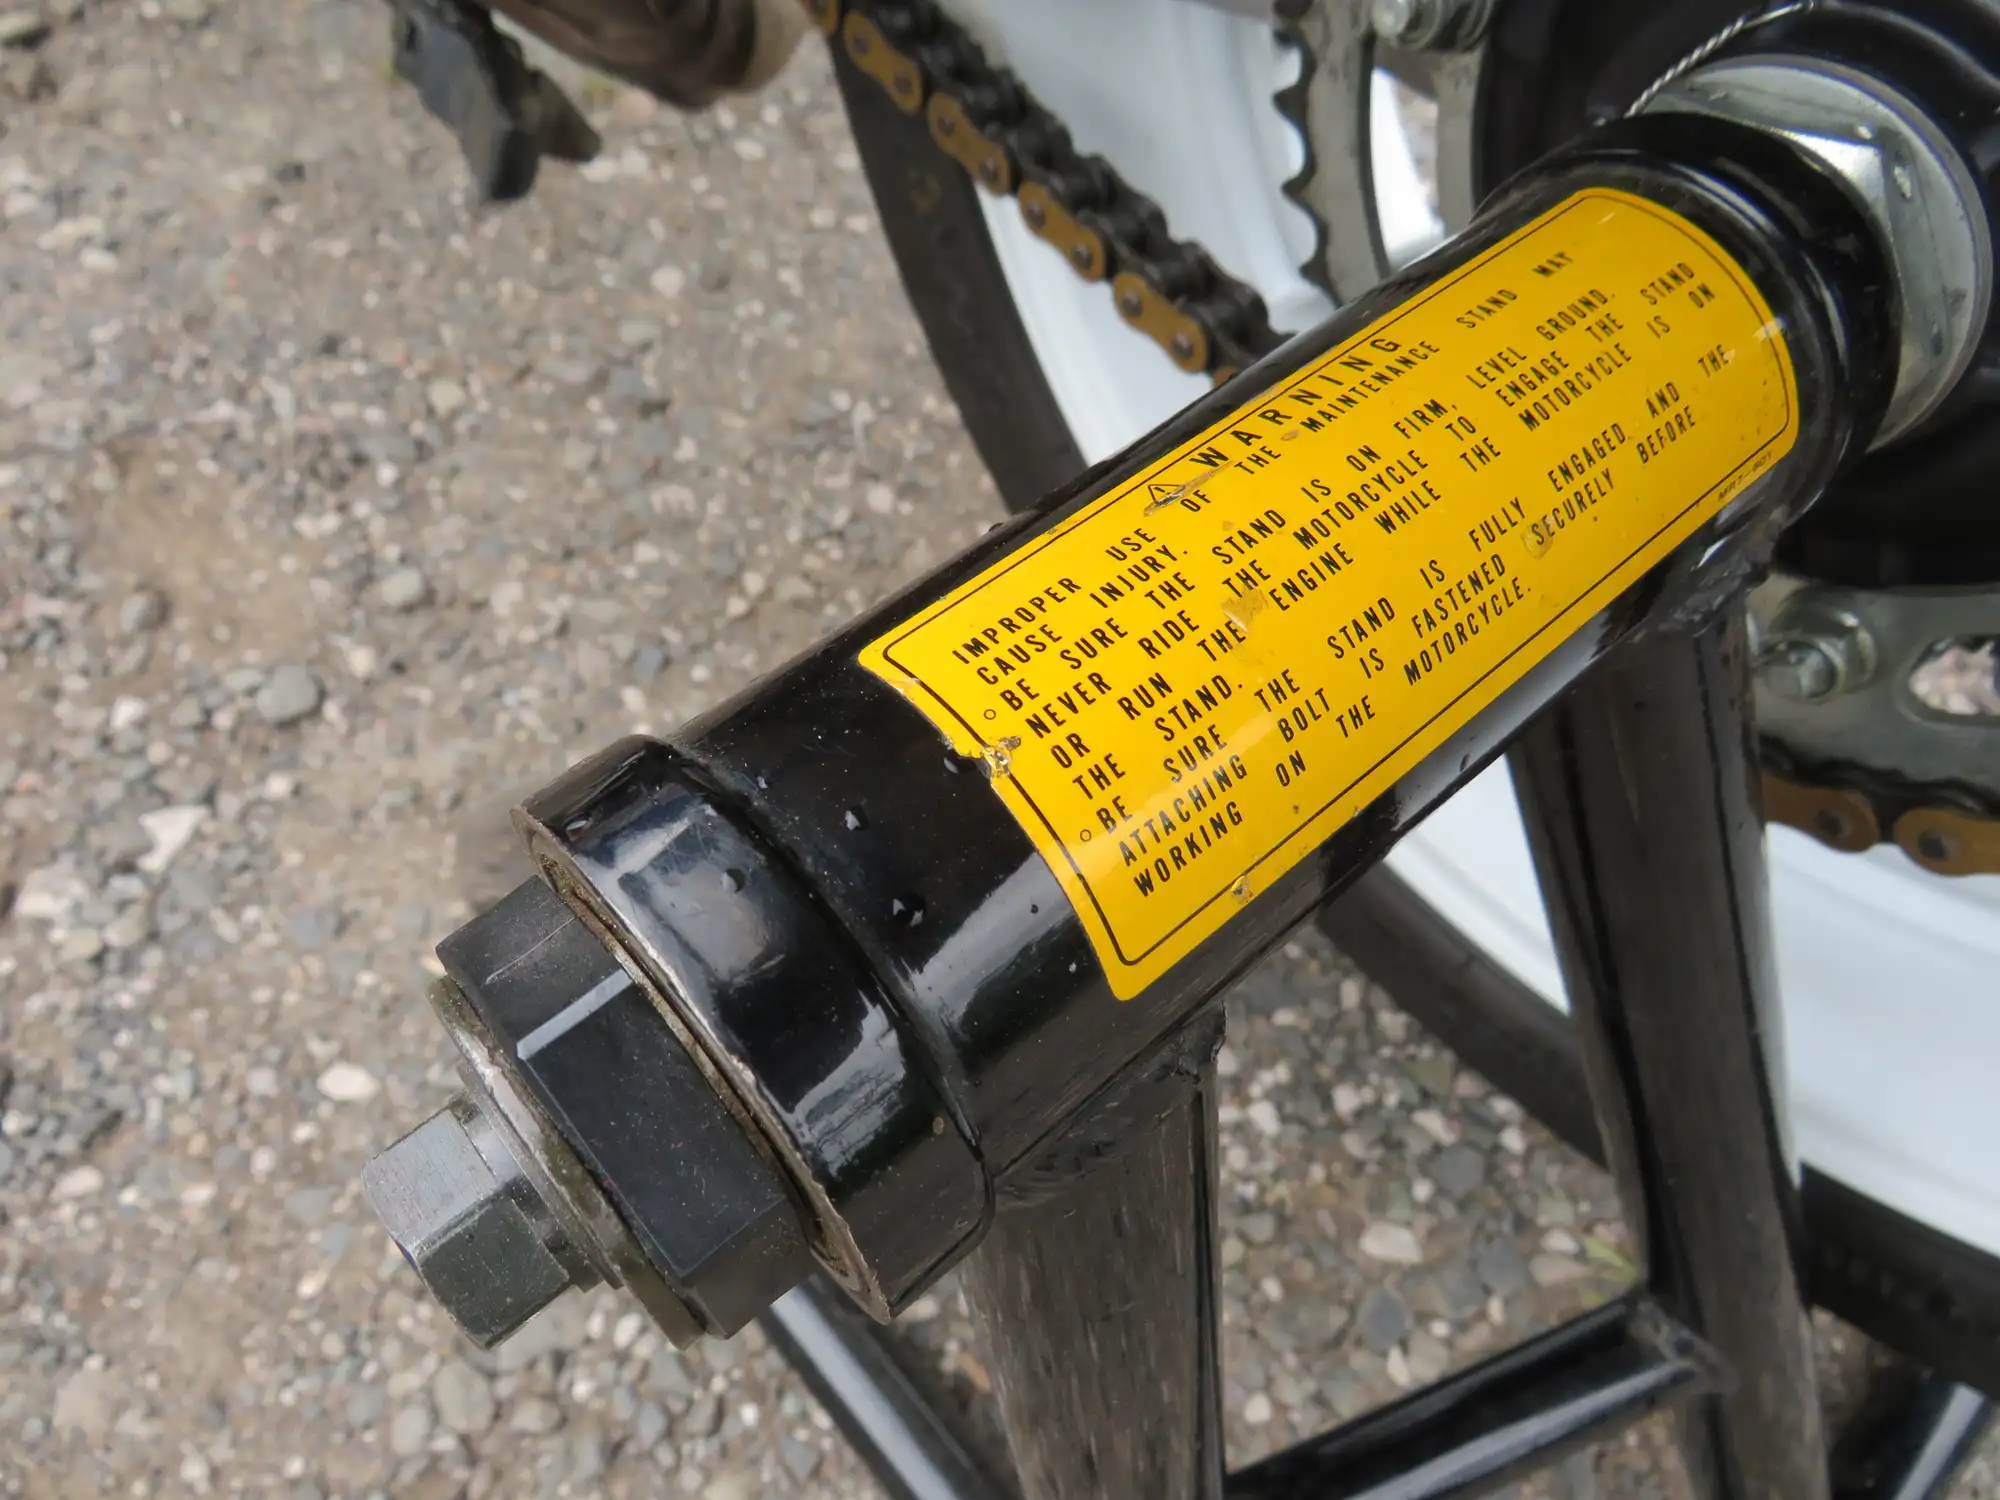 ⚠ WARNING
IMPROPER USE OF THE MAINTENANCE STAND MAY
CAUSE INJURY.
○ BE SURE THE STAND IS ON FIRM, LEVEL GROUND.
NEVER RIDE THE MOTORCYCLE TO ENGAGE THE STAND
OR RUN THE ENGINE WHILE THE MOTORCYCLE IS ON
THE STAND.
○ BE SURE THE STAND IS FULLY ENGAGED AND THE
ATTACHING BOLT IS FASTENED SECURELY BEFORE
WORKING ON THE MOTORCYCLE.